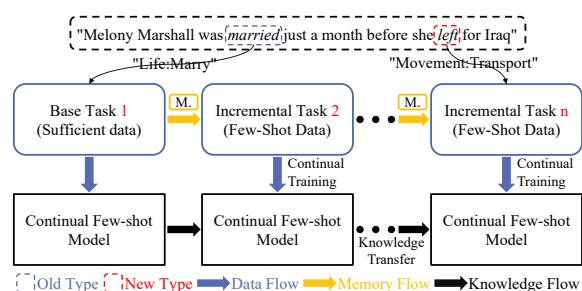 "Melony Marshall was married just a month before she left for Iraq"
"Life:Marry"
"Movement:Transport"
Base Task 1
(Sufficient data)
M.
Incremental Task 2
(Few-Shot Data)
M.
Incremental Task n
(Few-Shot Data)
Continual
Training
Continual
Training
Continual Few-shot
Model
Continual Few-shot
Model
Knowledge
Transfer
Continual Few-shot
Model
Old Type New Type Data Flow Memory Flow Knowledge Flow